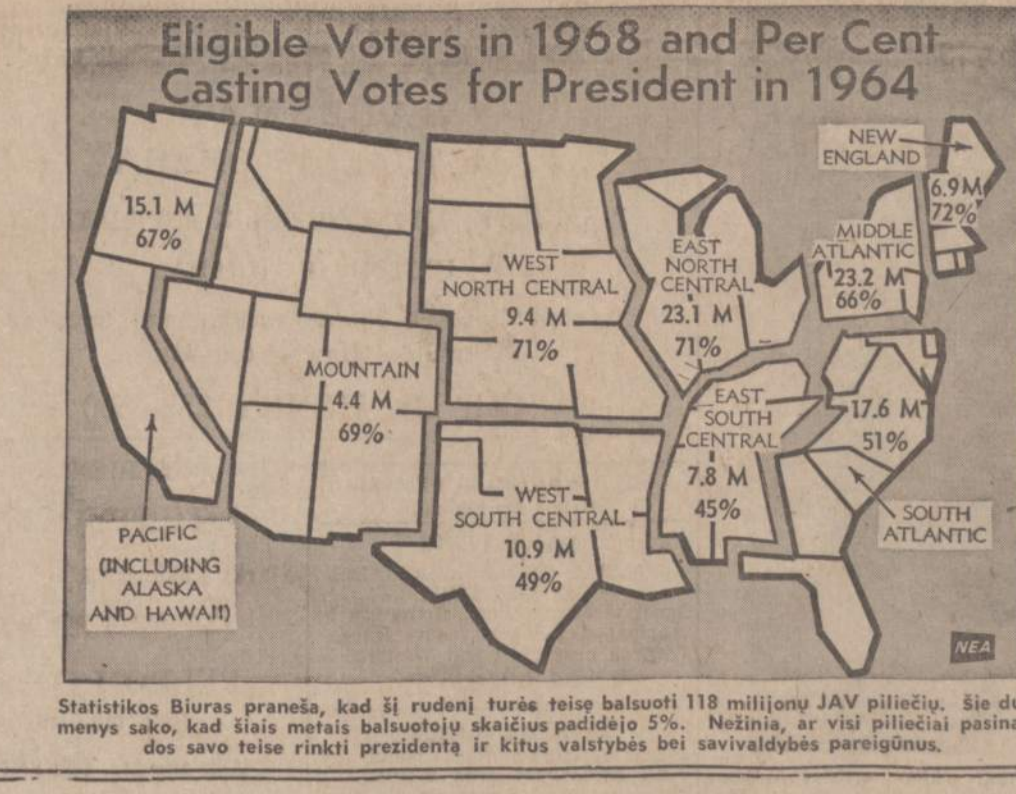 Eligible Voters in 1968 and Per Cent
Casting Votes for President in 1964
NEW
ENGLAND
6.9 M
72%
15.1 M
67%
MIDDLE
ATLANTIC
23.2 M
66%
EAST
NORTH
CENTRAL
23.1 M
71%
WEST
NORTH CENTRAL
9.4 M
71%
MOUNTAIN
4.4 M
69%
EAST
SOUTH
CENTRAL
7.8 M
45%
17.6 M
51%
SOUTH
ATLANTIC
WEST
SOUTH CENTRAL
10.9 M
49%
PACIFIC
(INCLUDING
ALASKA
AND HAWAII)
NEA
Statistikos Biuras praneša, kad šį rudenį turės teisę balsuoti 118 milijonų JAV piliečių. Šie du
menys sako, kad šiais metais balsuotojų skaičius padidėjo 5%. Nežinia, ar visi piliečiai pasina
dos savo teise rinkti prezidentą ir kitus valstybės bei savivaldybės pareigūnus.